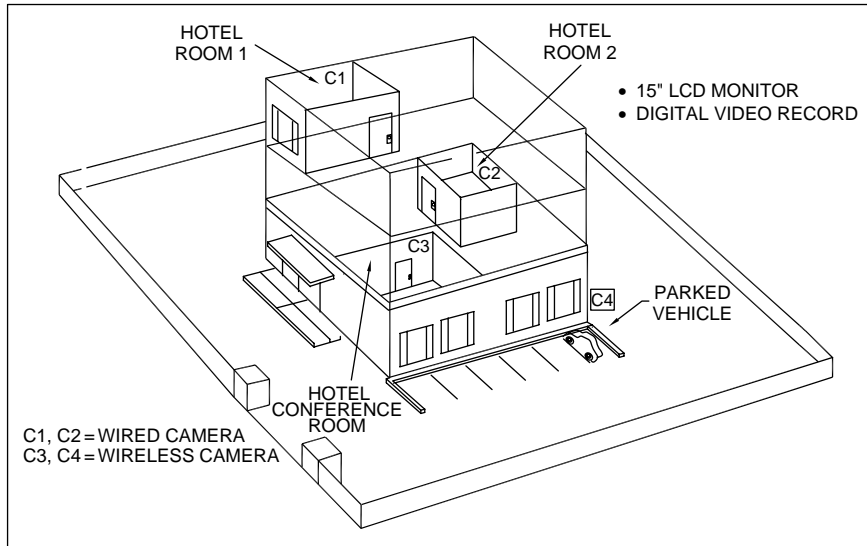 HOTEL
ROOM 1
HOTEL
ROOM 2
C1
• 15" LCD MONITOR
• DIGITAL VIDEO RECORD
C2
C3
C4
PARKED
VEHICLE
HOTEL
CONFERENCE
ROOM
C1, C2=WIRED CAMERA
C3, C4=WIRELESS CAMERA